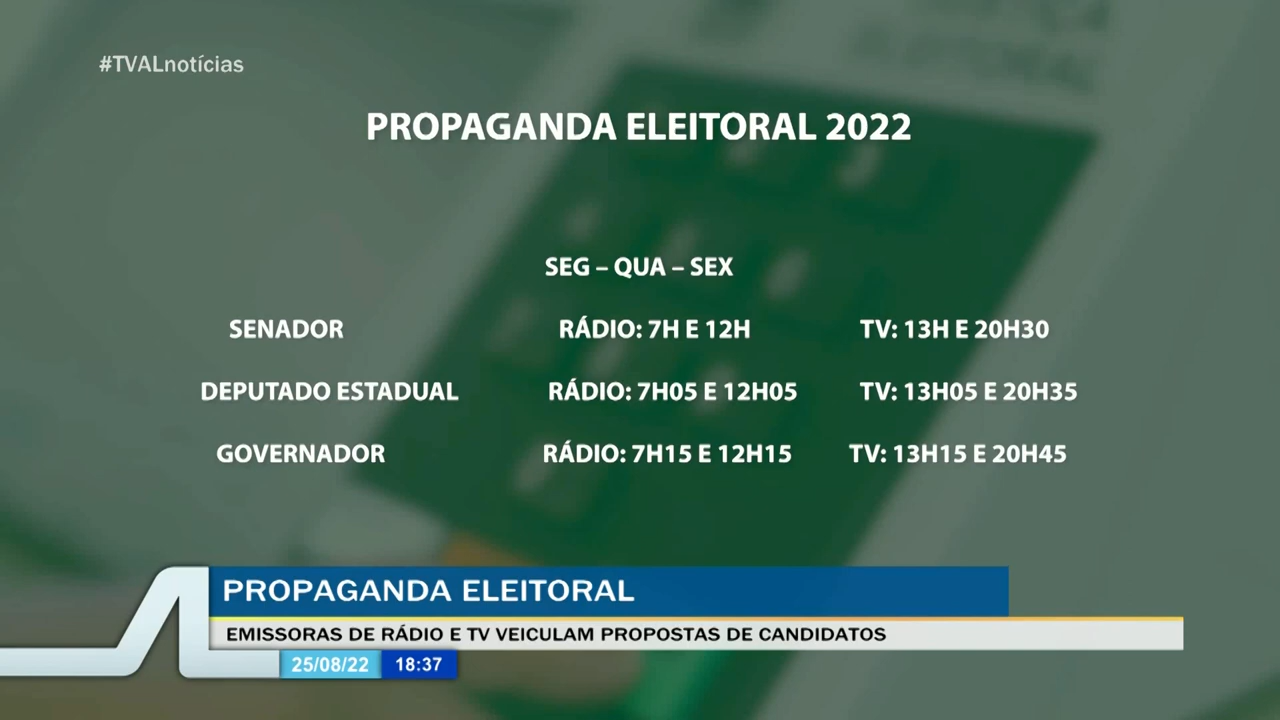 #TVALnotícias
PROPAGANDA ELEITORAL 2022
SEG – QUA – SEX
SENADOR RÁDIO: 7H E 12H TV: 13H E 20H30
DEPUTADO ESTADUAL RÁDIO: 7H05 E 12H05 TV: 13H05 E 20H35
GOVERNADOR RÁDIO: 7H15 E 12H15 TV: 13H15 E 20H45
PROPAGANDA ELEITORAL
EMISSORAS DE RÁDIO E TV VEICULAM PROPOSTAS DE CANDIDATOS
25/08/22 18:37